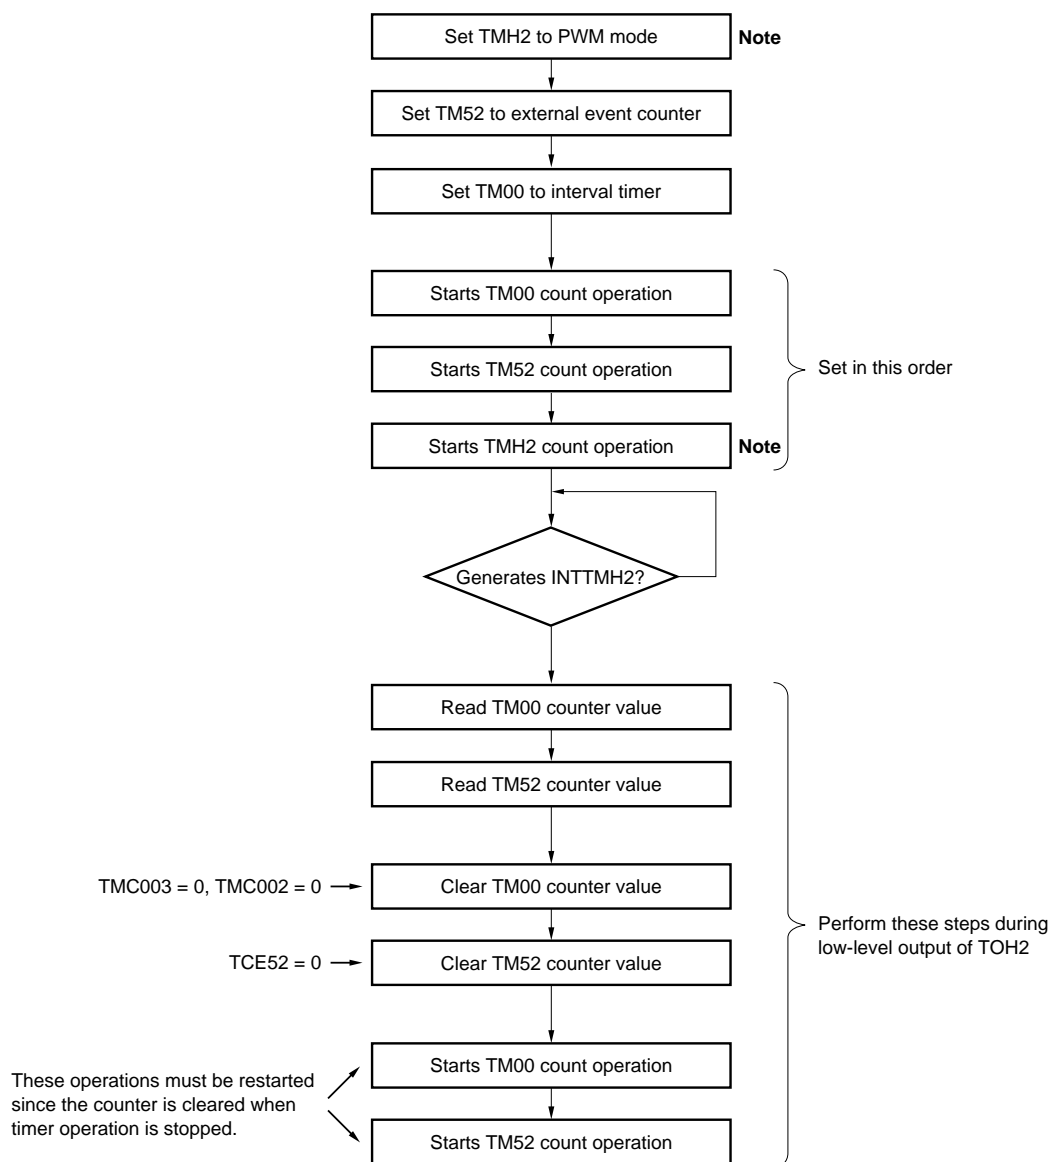 Set TMH2 to PWM mode
Note
Set TM52 to external event counter
Set TM00 to interval timer
Starts TM00 count operation
Starts TM52 count operation
Set in this order
Starts TMH2 count operation
Note
Generates INTTMH2?
Read TM00 counter value
Read TM52 counter value
TMC003 = 0, TMC002 = 0
Clear TM00 counter value
TCE52 = 0
Clear TM52 counter value
Perform these steps during
low-level output of TOH2
Starts TM00 count operation
These operations must be restarted
since the counter is cleared when
timer operation is stopped.
Starts TM52 count operation